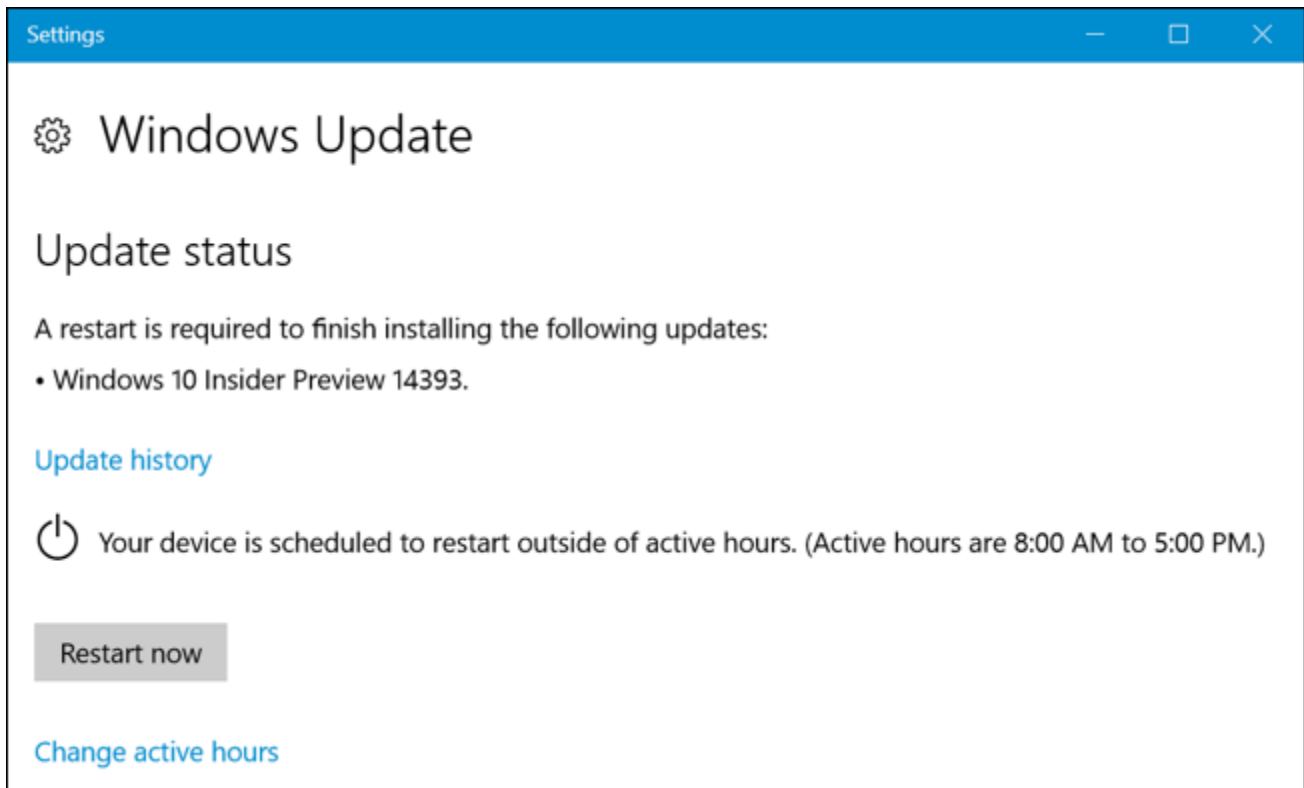 Settings
Windows Update
Update status
A restart is required to finish installing the following updates:
• Windows 10 Insider Preview 14393.
Update history
Your device is scheduled to restart outside of active hours. (Active hours are 8:00 AM to 5:00 PM.)
Restart now
Change active hours